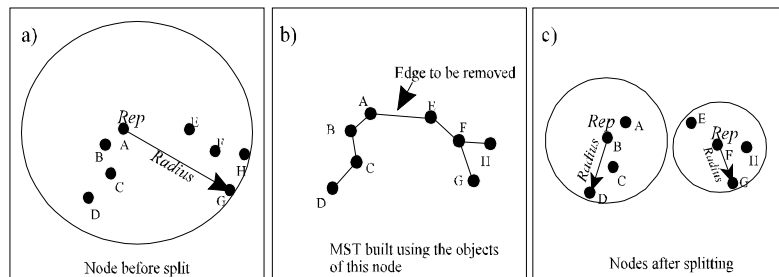 a)
Rep
A
B
C
D
E
F
H
G
Radius
Node before split
b)
Edge to be removed
A
B
C
D
E
F
H
G
MST built using the objects
of this node
c)
Rep
A
B
C
D
Radius
E
Rep
F
H
G
Radius
Nodes after splitting